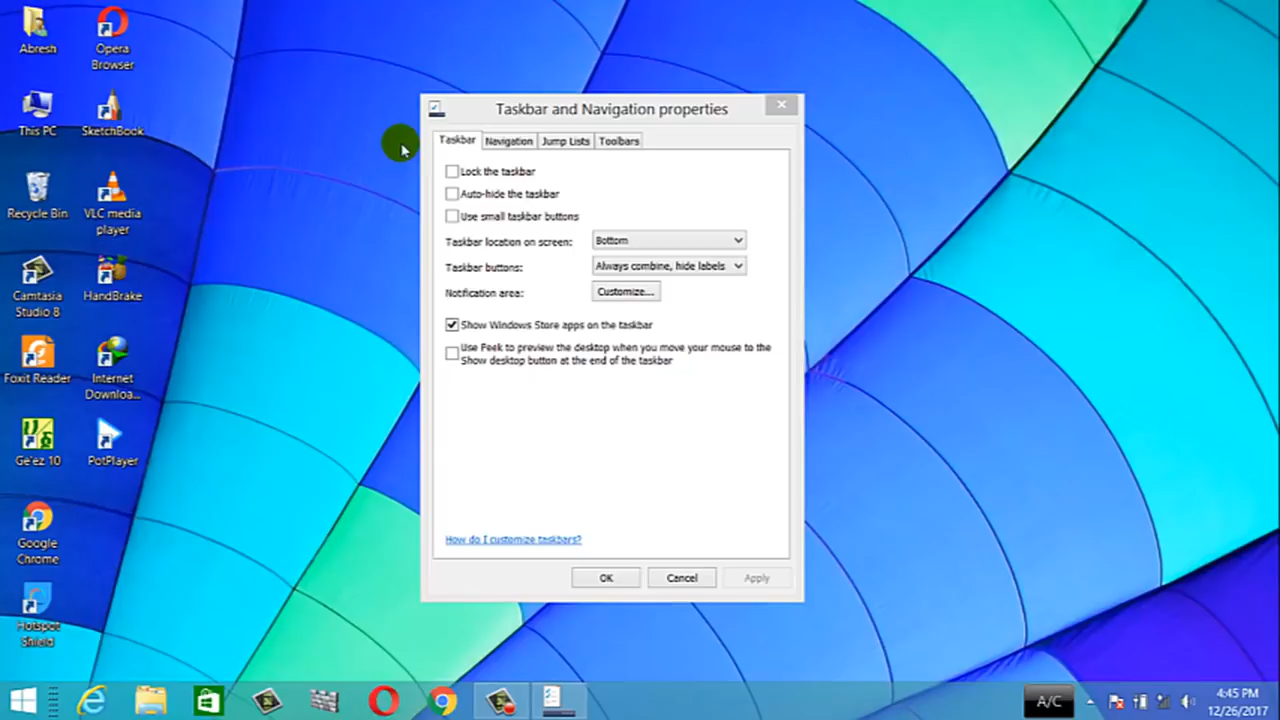 Abresh
Opera
Browser
This PC
SketchBook
Recycle Bin
VLC media
player
Camtasia
Studio 8
HandBrake
Foxit Reader
Internet
Downloa...
Ge'ez 10
PotPlayer
Google
Chrome
Hotspot
Shield
Taskbar and Navigation properties
Taskbar Navigation Jump Lists Toolbars
Lock the taskbar
Auto-hide the taskbar
Use small taskbar buttons
Taskbar location on screen: Bottom
Taskbar buttons: Always combine, hide labels
Notification area: Customize...
Show Windows Store apps on the taskbar
Use Peek to preview the desktop when you move your mouse to the
Show desktop button at the end of the taskbar
How do I customize taskbars?
OK Cancel Apply
A/C
4:45 PM
12/26/2017